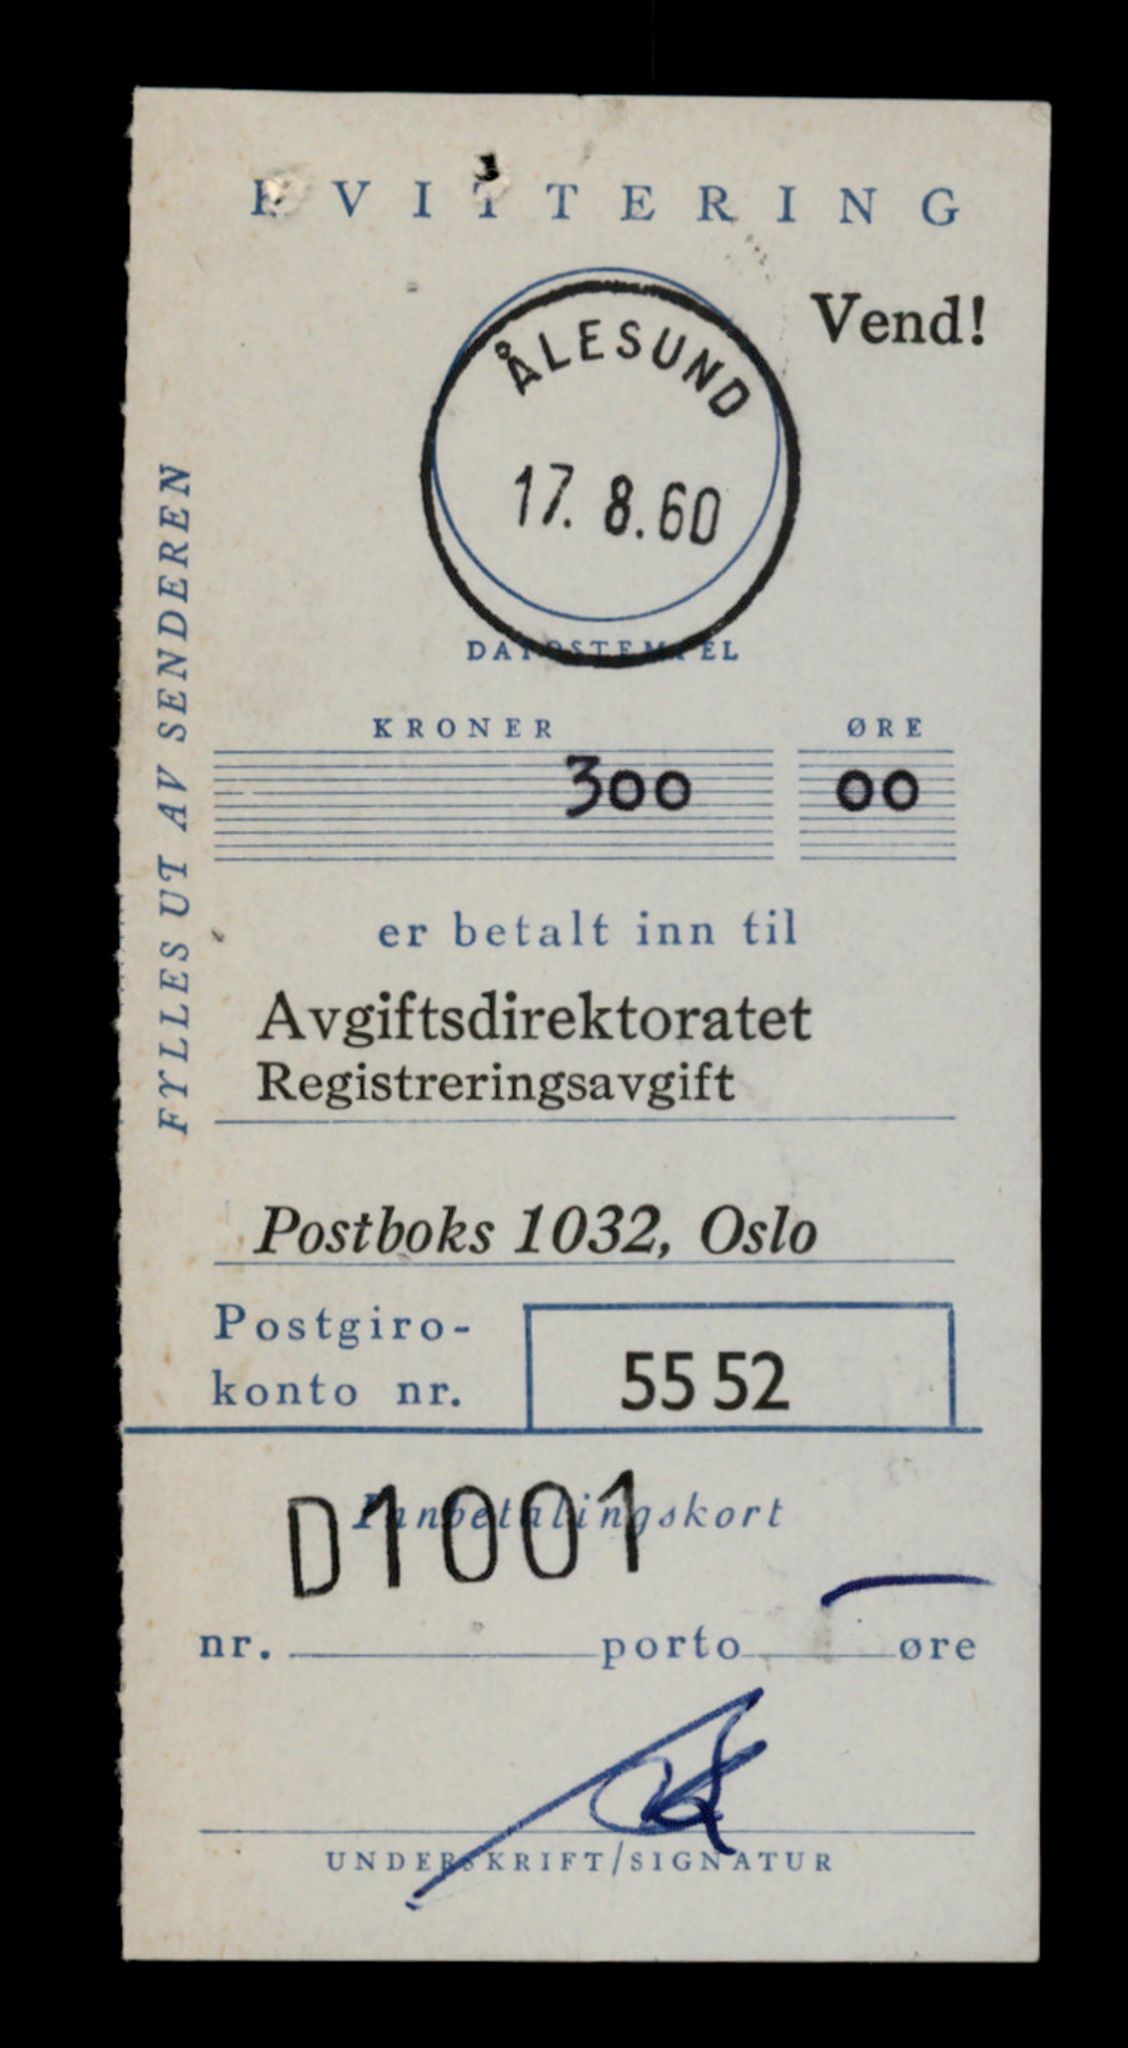 KVITTERING
Vend!
ÅLESUND
17. 8. 60
DATOSTEMPEL
FYLLES UT AV SENDEREN
KRONER ØRE
300 00
er betalt inn til
Avgiftsdirektoratet
Registreringsavgift
Postboks 1032, Oslo
Postgiro-
konto nr. 55 52
Innbetalingskort
D1001
nr. porto — øre
UNDERSKRIFT/SIGNATUR